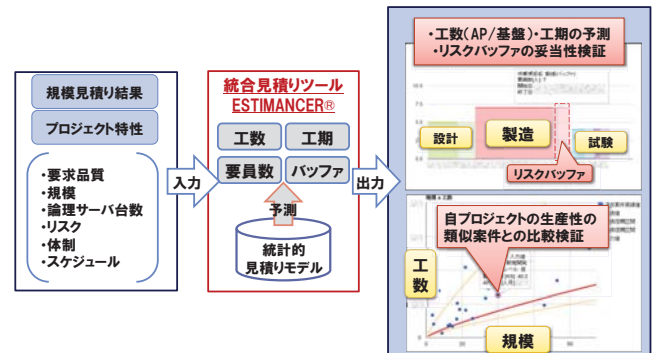 規模見積り結果
プロジェクト特性
・要求品質
・規模
・論理サーバ台数
・リスク
・体制
・スケジュール
入力
統合見積りツール
ESTIMANCER®
工数
工期
要員数
バッファ
予測
統計的
見積りモデル
出力
・工数(AP/基盤)・工期の予測
・リスクバッファの妥当性検証
10.0
7.5
設計
製造
試験
リスクバッファ
自プロジェクトの生産性の
類似案件との比較検証
工数
規模